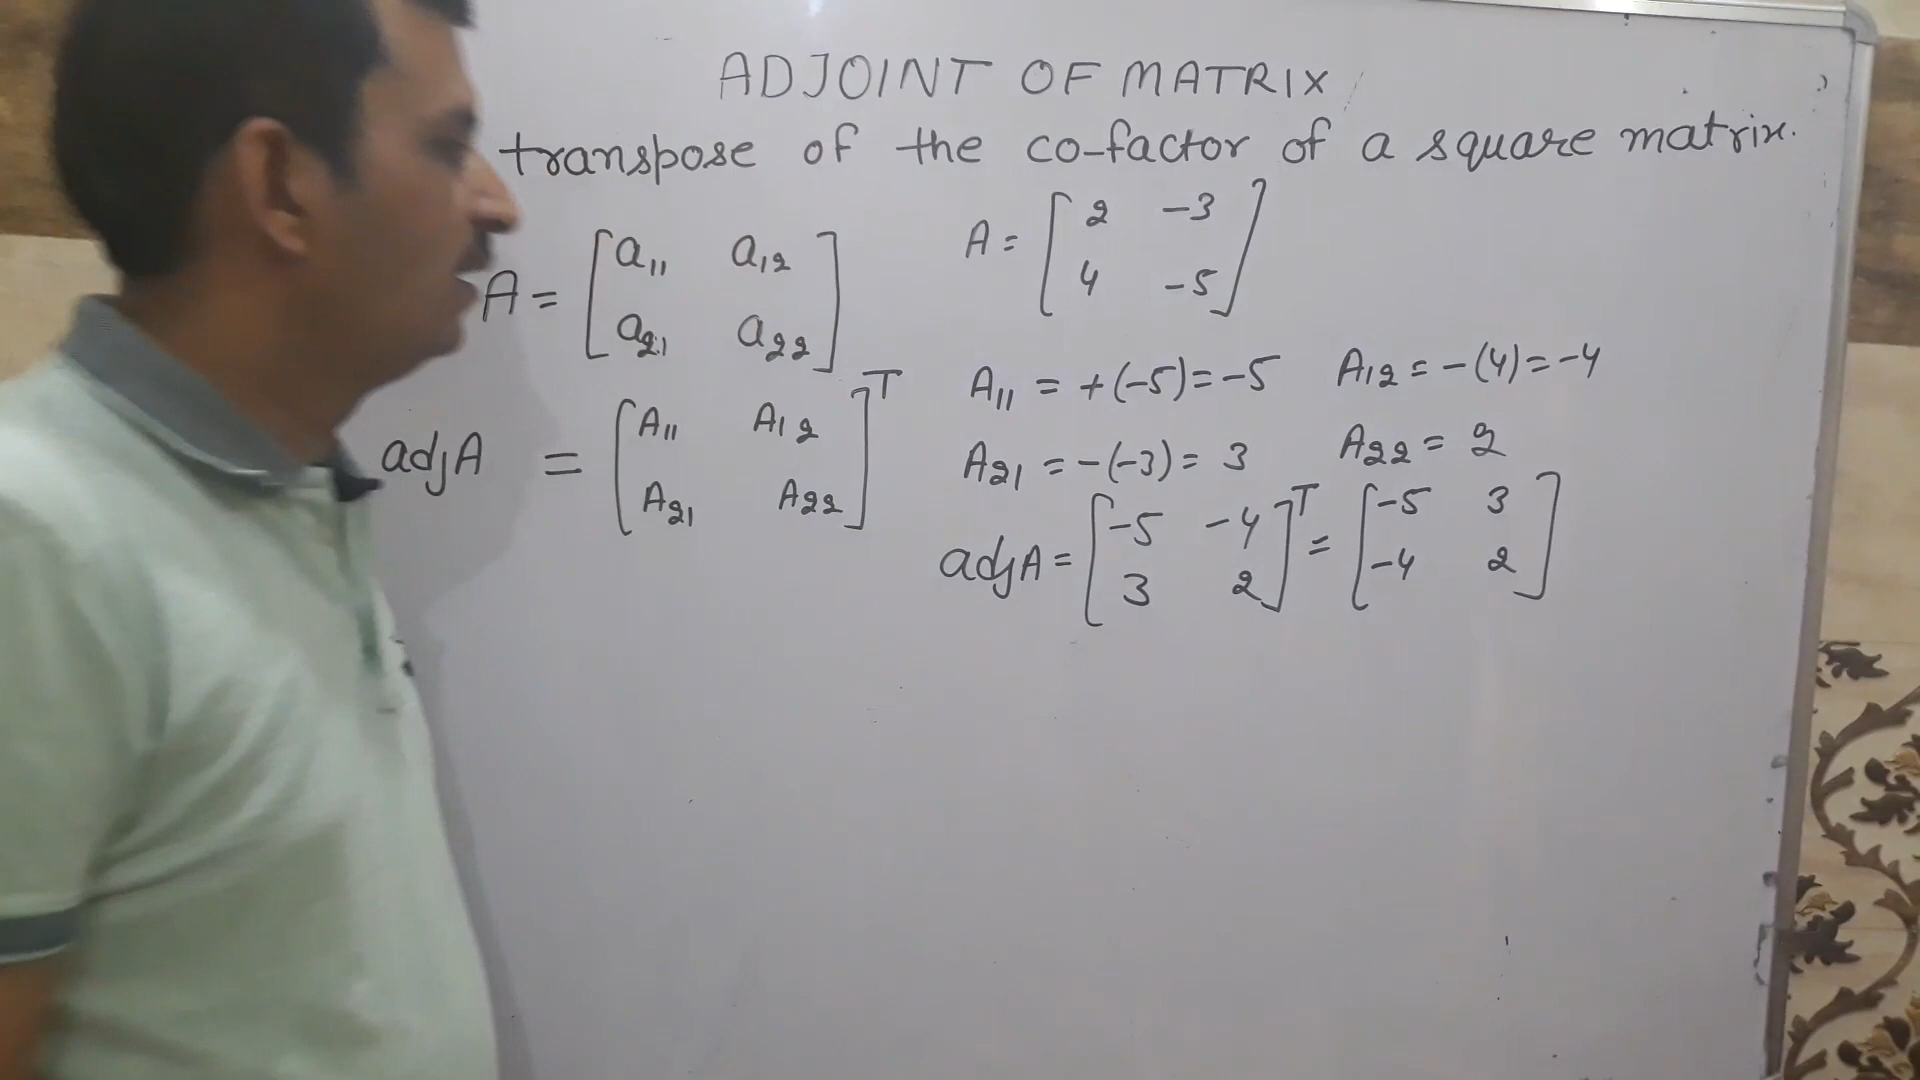 ADJOINT OF MATRIX
transpose of the co-factor of a square matrix.
A = [a₁₁ a₁₂
a₂₁ a₂₂]
adjA = [A₁₁ A₁₂
A₂₁ A₂₂]ᵀ
A = [2 -3
4 -5]
A₁₁ = +(-5)=-5 A₁₂ = -(4)=-4
A₂₁ = -(-3)= 3 A₂₂ = 2
adjA = [-5 -4
3 2]ᵀ = [-5 3
-4 2]